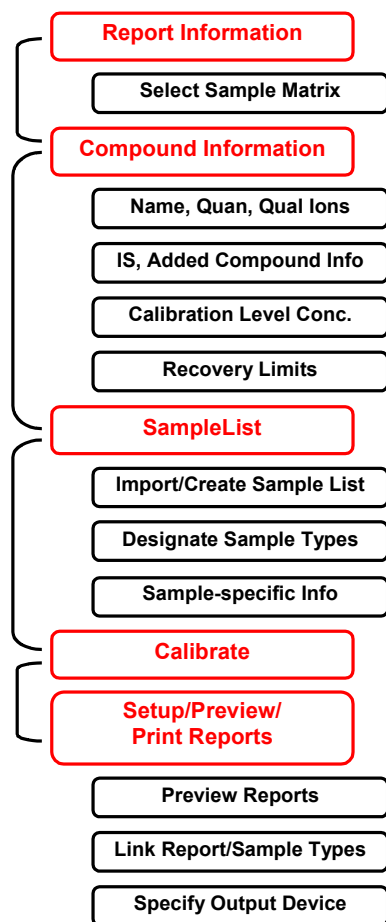 Report Information
Select Sample Matrix
Compound Information
Name, Quan, Qual Ions
IS, Added Compound Info
Calibration Level Conc.
Recovery Limits
SampleList
Import/Create Sample List
Designate Sample Types
Sample-specific Info
Calibrate
Setup/Preview/
Print Reports
Preview Reports
Link Report/Sample Types
Specify Output Device